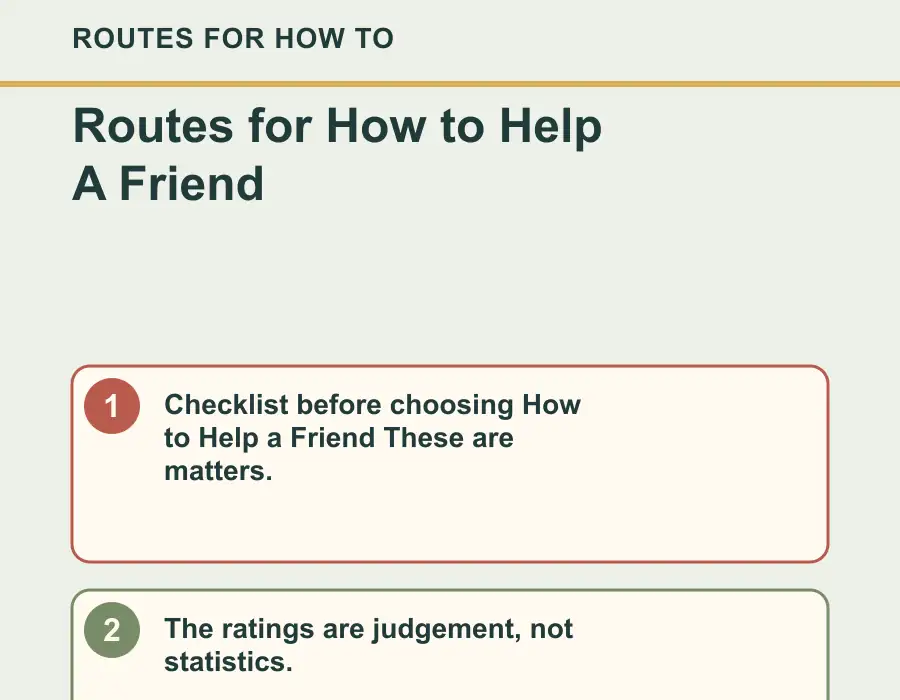 ROUTES FOR HOW TO
Routes for How to Help
A Friend
1
Checklist before choosing How
to Help a Friend These are
matters.
2
The ratings are judgement, not
statistics.